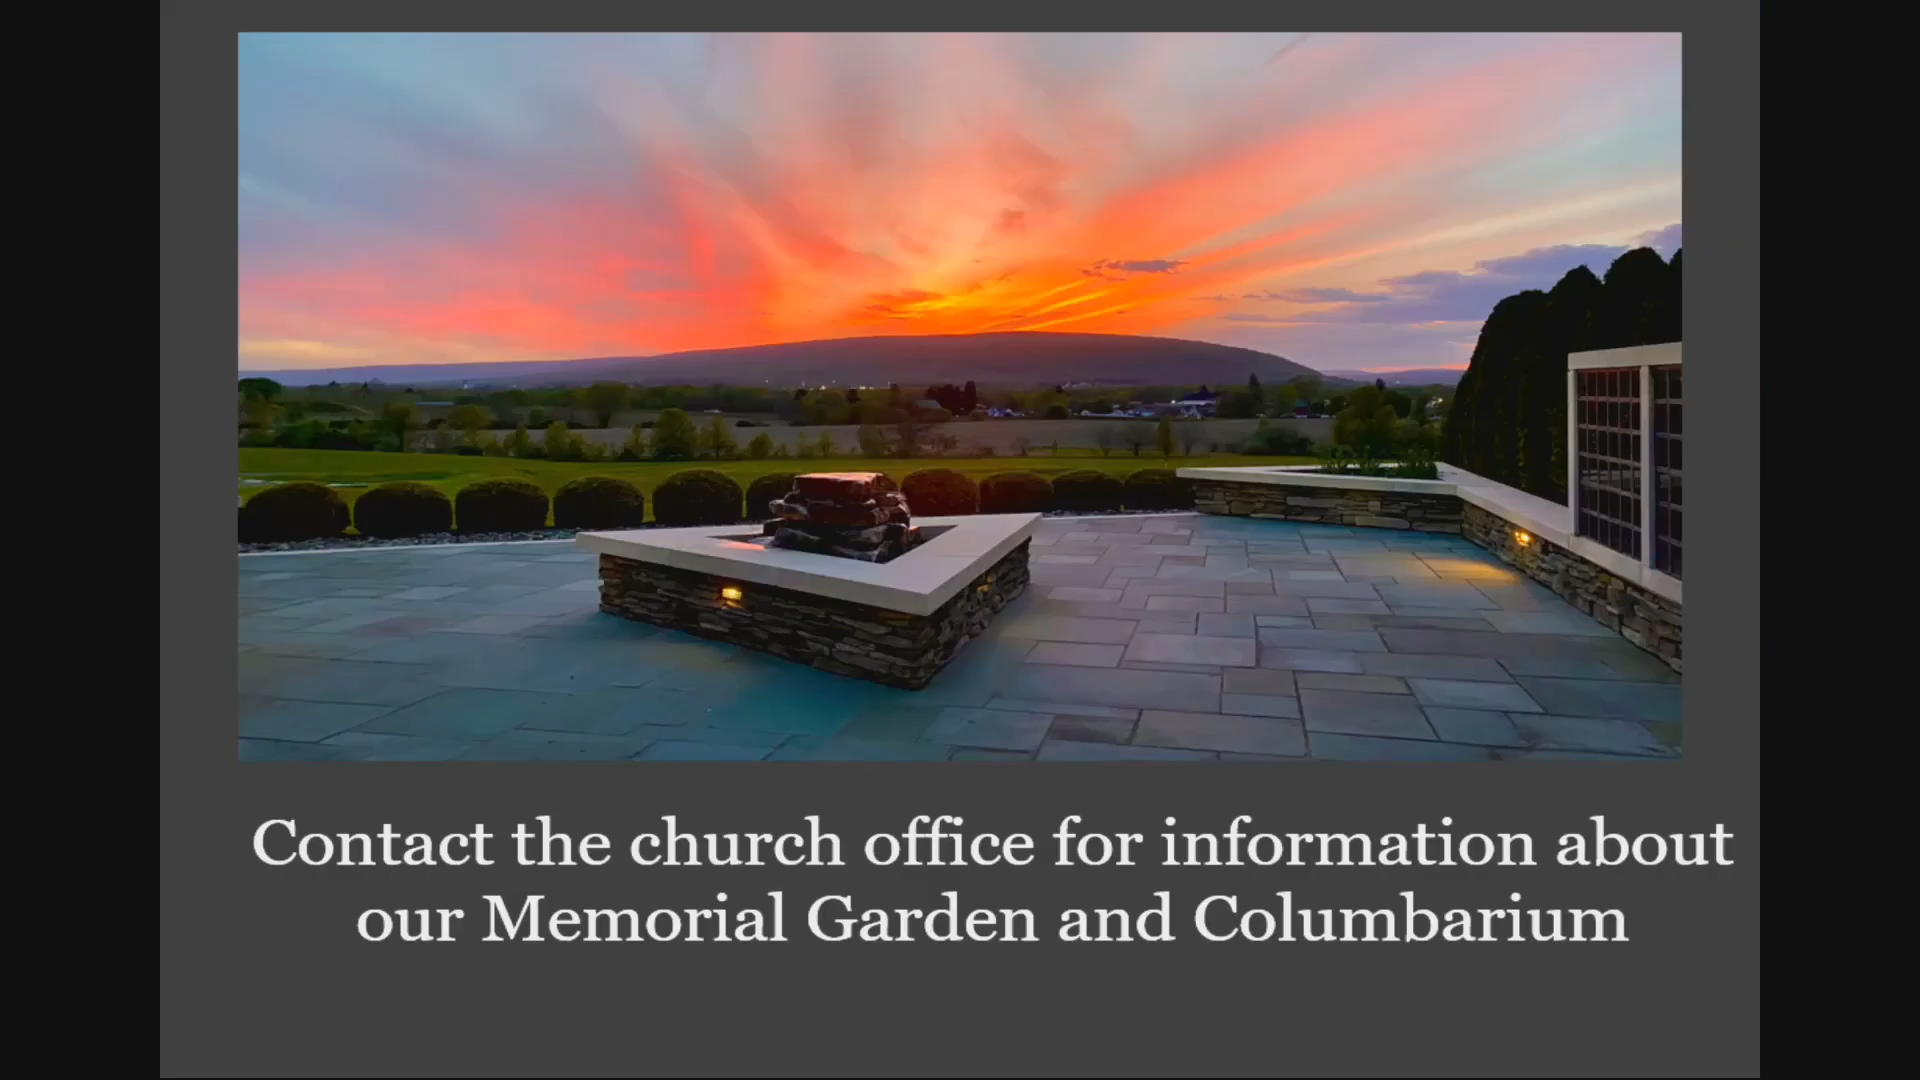 Contact the church office for information about
our Memorial Garden and Columbarium